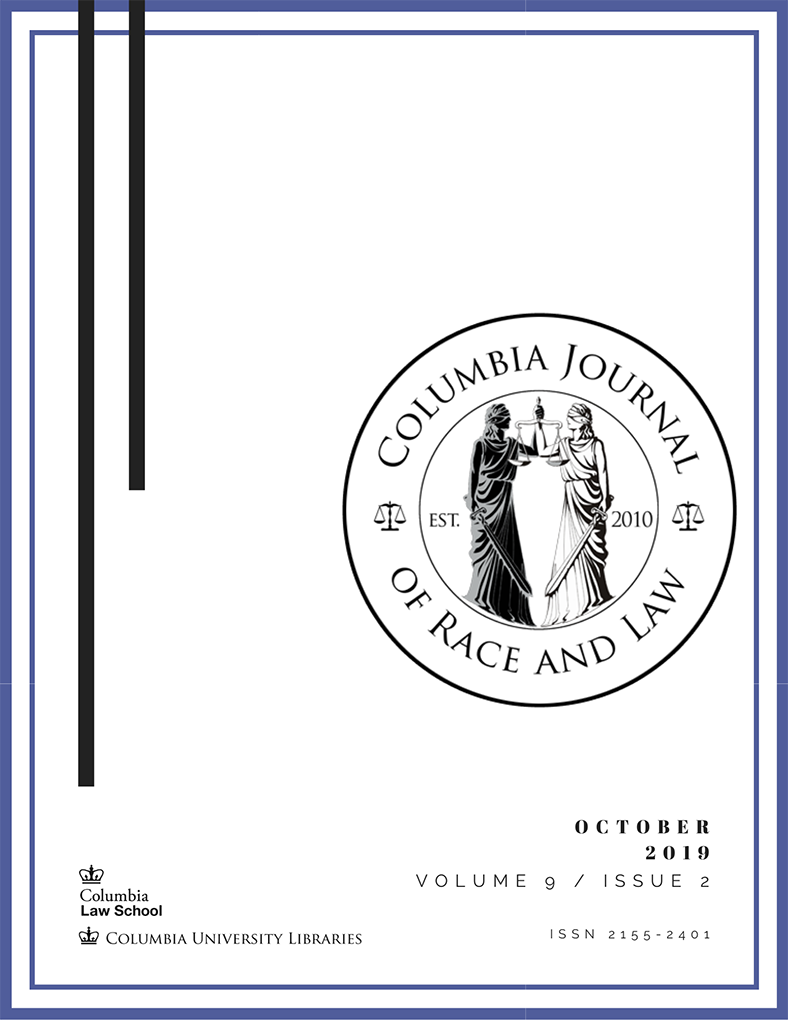 COLUMBIA JOURNAL
EST. 2010
OF RACE AND LAW
OCTOBER
2019
VOLUME 9 / ISSUE 2
Columbia
Law School
COLUMBIA UNIVERSITY LIBRARIES
ISSN 2155-2401